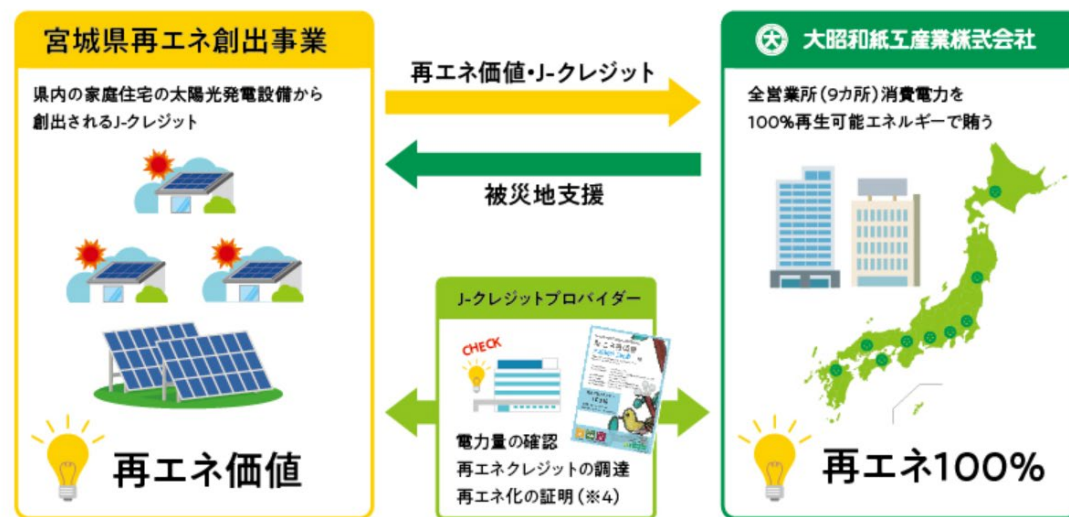 宮城県再エネ創出事業
県内の家庭住宅の太陽光発電設備から
創出されるJ-クレジット
再エネ価値
再エネ価値・J-クレジット
被災地支援
J-クレジットプロバイダー
CHECK
電力量の確認
再エネクレジットの調達
再エネ化の証明(※4)
大昭和紙工産業株式会社
全営業所(9カ所)消費電力を
100%再生可能エネルギーで賄う
再エネ100%